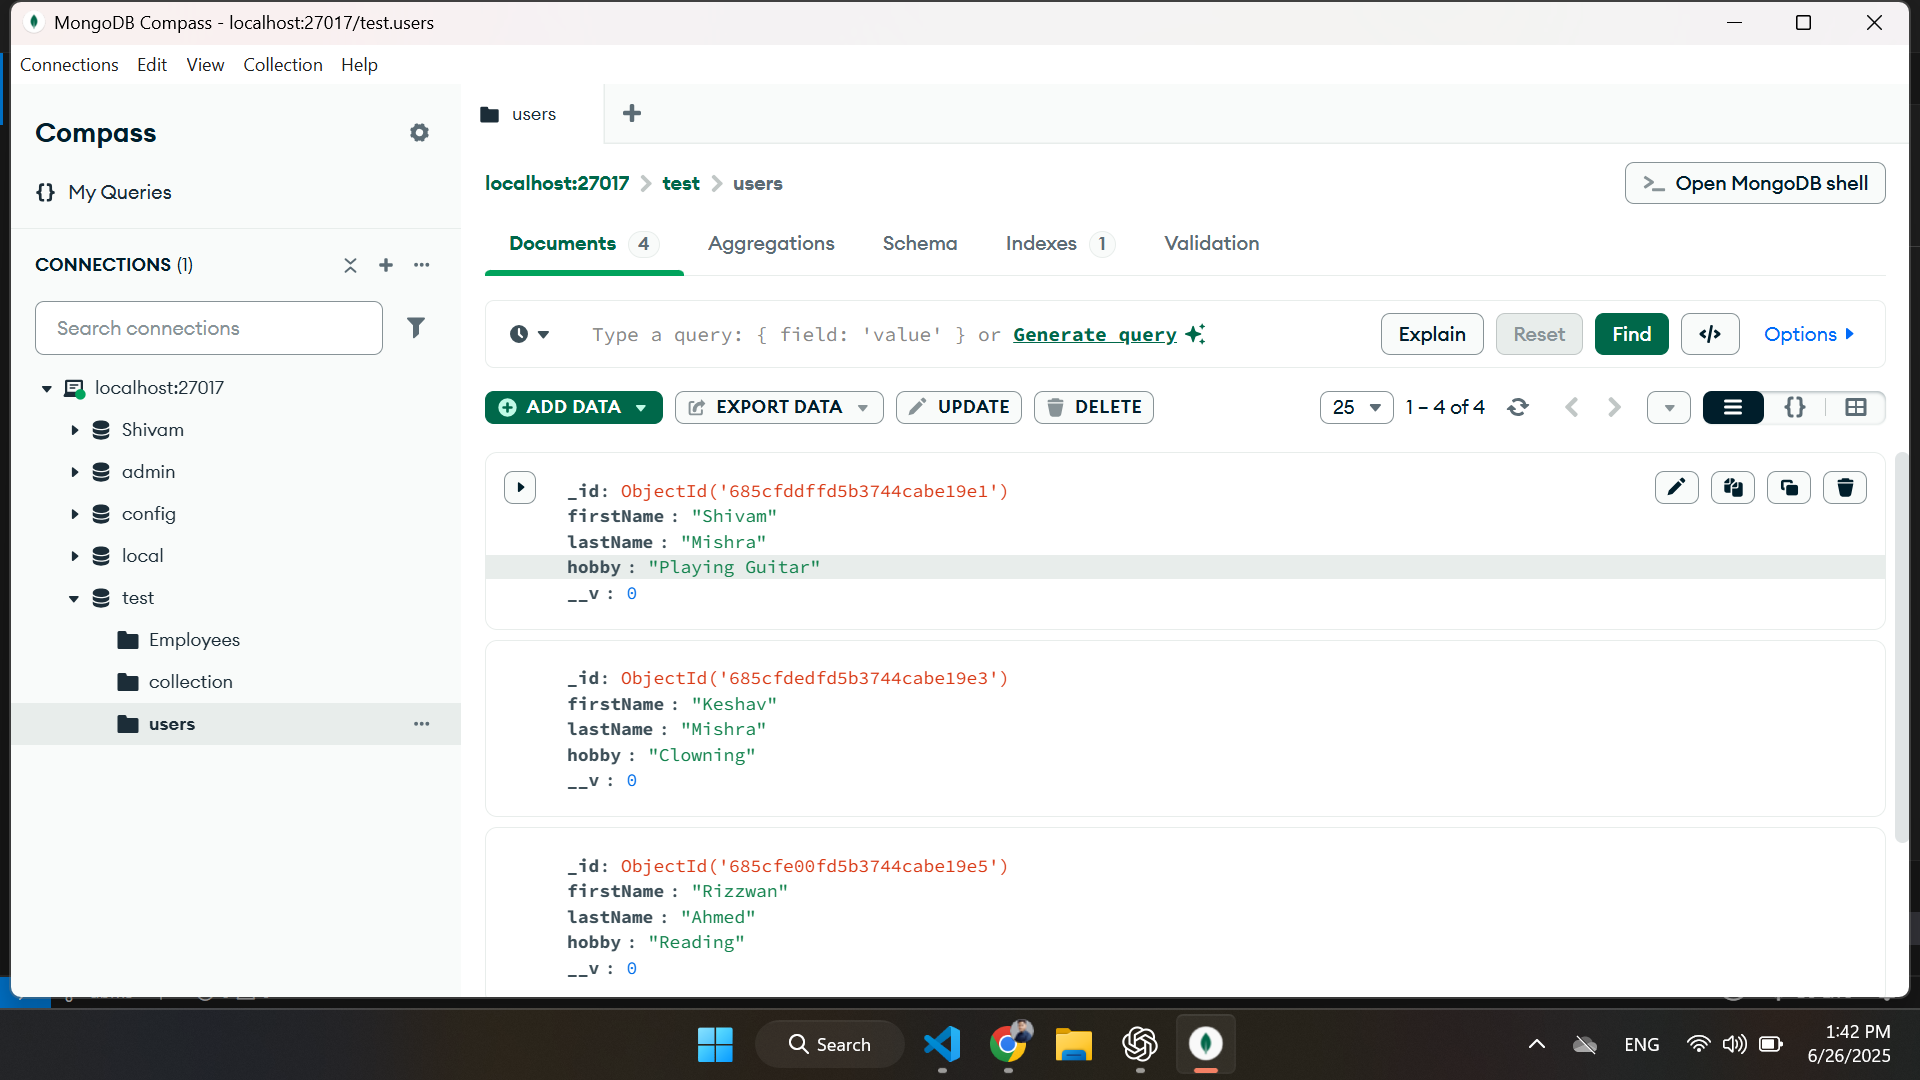 MongoDB Compass - localhost:27017/test.users
Connections Edit View Collection Help
Compass
My Queries
CONNECTIONS (1)
Search connections
localhost:27017
Shivam
admin
config
local
test
Employees
collection
users
users
localhost:27017 > test > users
>_ Open MongoDB shell
Documents 4 Aggregations Schema Indexes 1 Validation
Type a query: { field: 'value' } or Generate query
Explain Reset Find </> Options
ADD DATA EXPORT DATA UPDATE DELETE
25 1 – 4 of 4
_id: ObjectId('685cfddffd5b3744cabe19e1')
firstName : "Shivam"
lastName : "Mishra"
hobby : "Playing Guitar"
__v : 0
_id: ObjectId('685cfdedfd5b3744cabe19e3')
firstName : "Keshav"
lastName : "Mishra"
hobby : "Clowning"
__v : 0
_id: ObjectId('685cfe00fd5b3744cabe19e5')
firstName : "Rizzwan"
lastName : "Ahmed"
hobby : "Reading"
__v : 0
Search
ENG
1:42 PM
6/26/2025